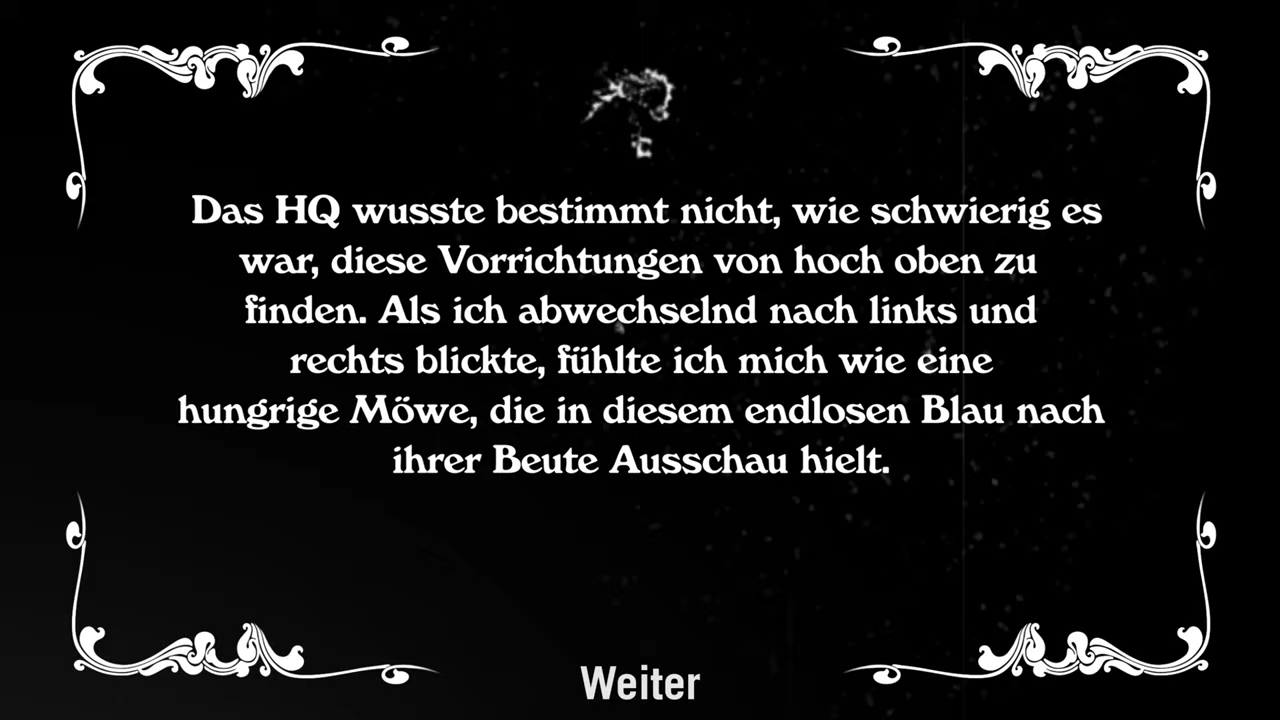 Das HQ wusste bestimmt nicht, wie schwierig es
war, diese Vorrichtungen von hoch oben zu
finden. Als ich abwechselnd nach links und
rechts blickte, fühlte ich mich wie eine
hungrige Möwe, die in diesem endlosen Blau nach
ihrer Beute Ausschau hielt.
Weiter